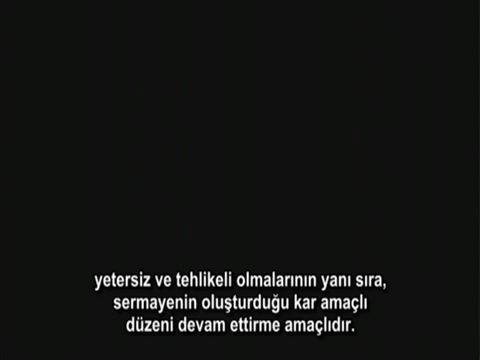 yetersiz ve tehlikeli olmalarının yanı sıra,
sermayenin oluşturduğu kar amaçlı
düzeni devam ettirme amaçlıdır.